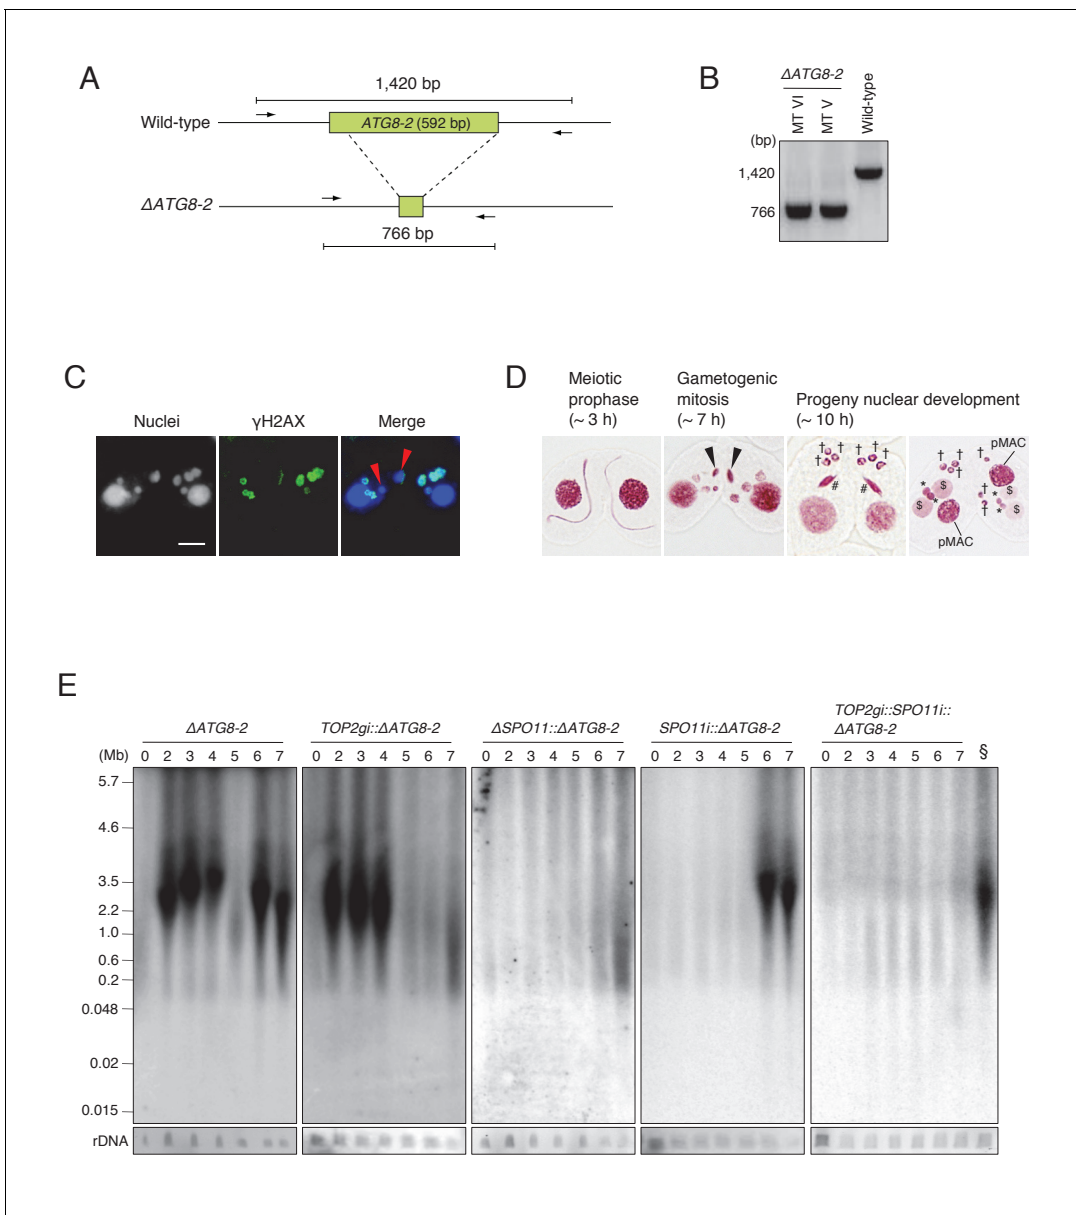 A
1,420 bp
Wild-type
ATG8-2 (592 bp)
ΔATG8-2
766 bp
B
ΔATG8-2
MT VI
MT V
Wild-type
(bp)
1,420
766
C
Nuclei γH2AX Merge
D
Meiotic prophase (~ 3 h)
Gametogenic mitosis (~ 7 h)
Progeny nuclear development (~ 10 h)
† † † † † † † †
# #
† † † † † †
pMAC
$ $ $ $
* * * *
pMAC
E
ΔATG8-2 TOP2gi::ΔATG8-2 ΔSPO11::ΔATG8-2 SPO11i::ΔATG8-2 TOP2gi::SPO11i::ΔATG8-2
(Mb) 0 2 3 4 5 6 7 0 2 3 4 5 6 7 0 2 3 4 5 6 7 0 2 3 4 5 6 7 0 2 3 4 5 6 7 §
5.7
4.6
3.5
2.2
1.0
0.6
0.2
0.048
0.02
0.015
rDNA